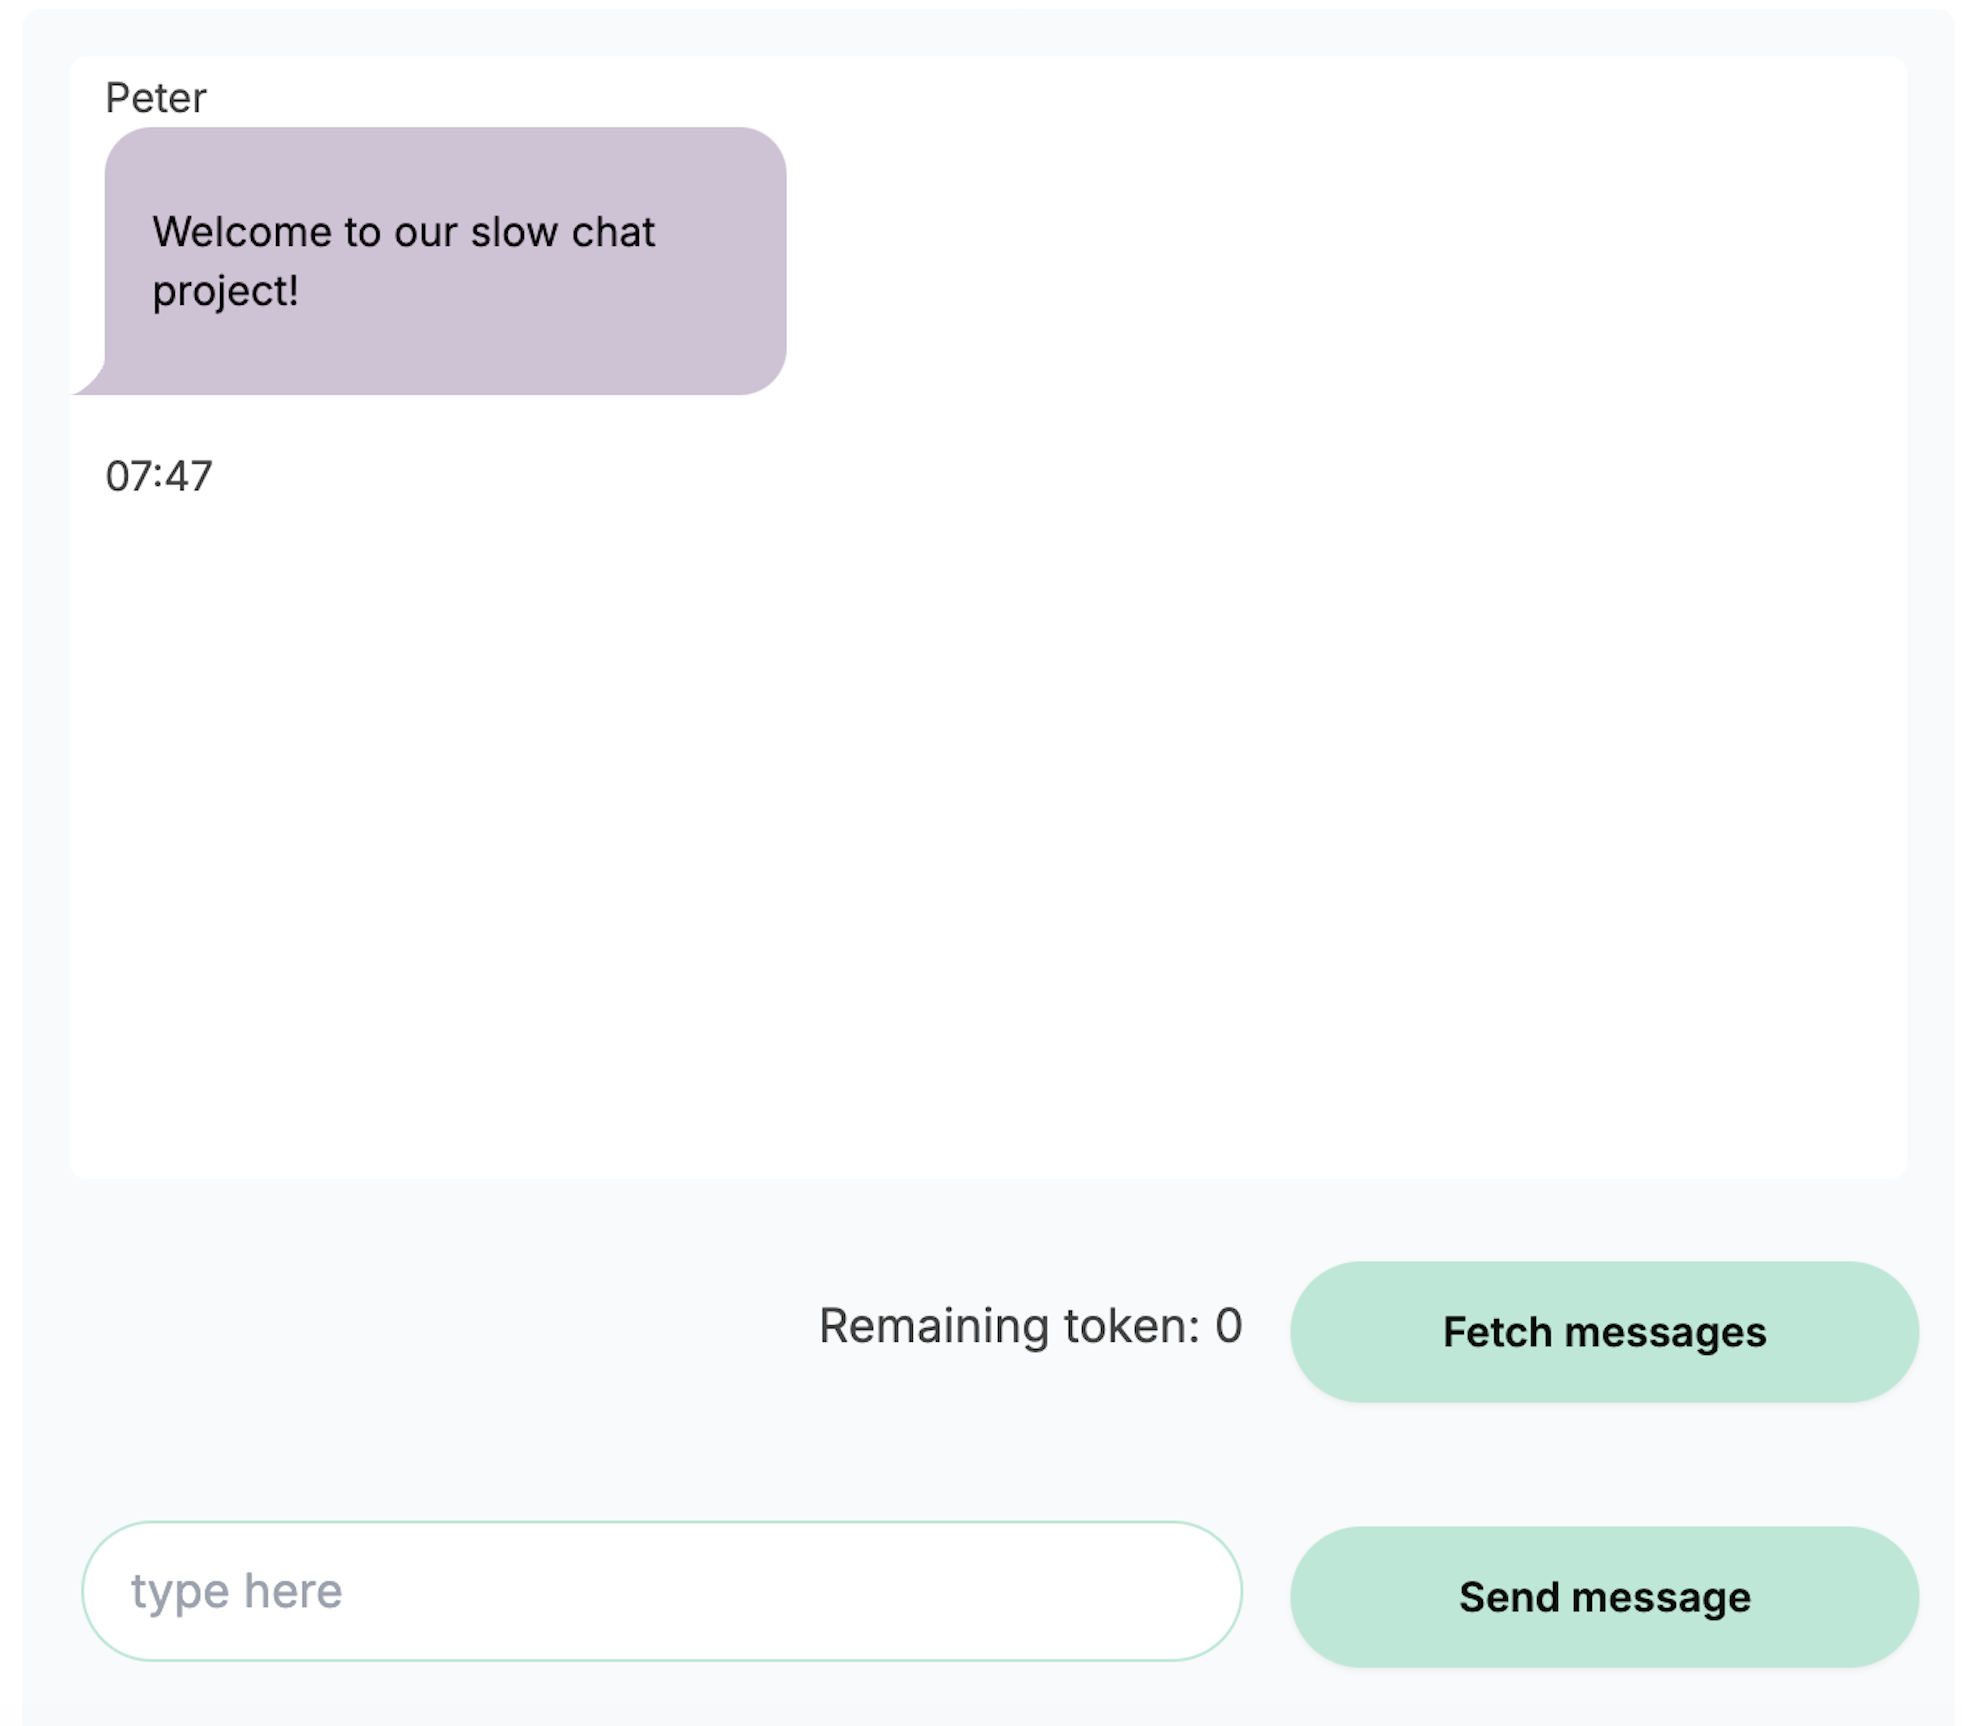 Peter
Welcome to our slow chat
project!
07:47
Remaining token: 0
Fetch messages
type here
Send message